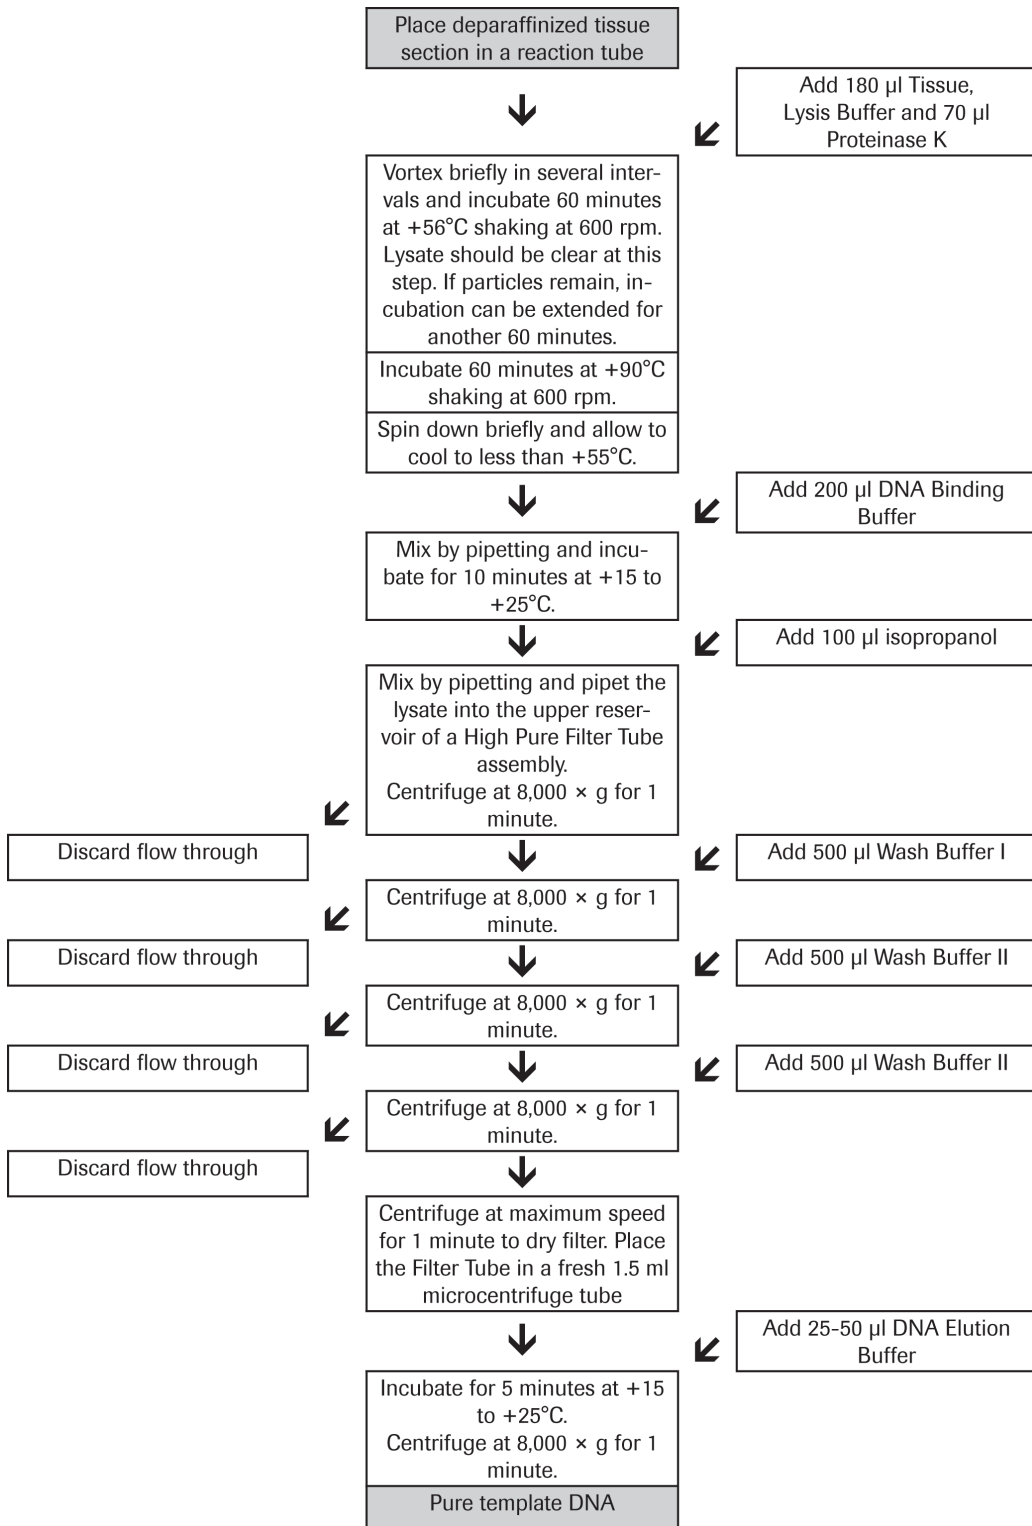 Place deparaffinized tissue
section in a reaction tube
Add 180 µl Tissue,
Lysis Buffer and 70 µl
Proteinase K
Vortex briefly in several inter-
vals and incubate 60 minutes
at +56°C shaking at 600 rpm.
Lysate should be clear at this
step. If particles remain, in-
cubation can be extended for
another 60 minutes.
Incubate 60 minutes at +90°C
shaking at 600 rpm.
Spin down briefly and allow to
cool to less than +55°C.
Add 200 µl DNA Binding
Buffer
Mix by pipetting and incu-
bate for 10 minutes at +15 to
+25°C.
Add 100 µl isopropanol
Mix by pipetting and pipet the
lysate into the upper reser-
voir of a High Pure Filter Tube
assembly.
Centrifuge at 8,000 × g for 1
minute.
Discard flow through
Add 500 µl Wash Buffer I
Centrifuge at 8,000 × g for 1
minute.
Discard flow through
Add 500 µl Wash Buffer II
Centrifuge at 8,000 × g for 1
minute.
Discard flow through
Add 500 µl Wash Buffer II
Centrifuge at 8,000 × g for 1
minute.
Discard flow through
Centrifuge at maximum speed
for 1 minute to dry filter. Place
the Filter Tube in a fresh 1.5 ml
microcentrifuge tube
Add 25-50 µl DNA Elution
Buffer
Incubate for 5 minutes at +15
to +25°C.
Centrifuge at 8,000 × g for 1
minute.
Pure template DNA